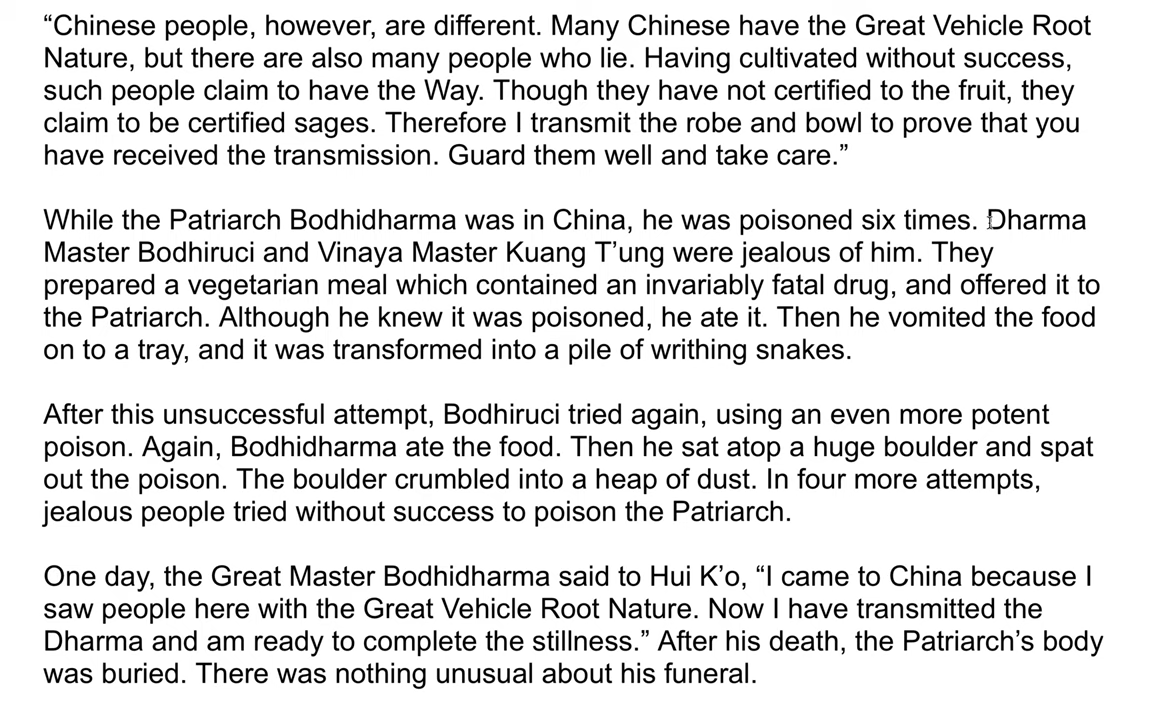 “Chinese people, however, are different. Many Chinese have the Great Vehicle Root
Nature, but there are also many people who lie. Having cultivated without success,
such people claim to have the Way. Though they have not certified to the fruit, they
claim to be certified sages. Therefore I transmit the robe and bowl to prove that you
have received the transmission. Guard them well and take care.”
While the Patriarch Bodhidharma was in China, he was poisoned six times. Dharma
Master Bodhiruci and Vinaya Master Kuang T’ung were jealous of him. They
prepared a vegetarian meal which contained an invariably fatal drug, and offered it to
the Patriarch. Although he knew it was poisoned, he ate it. Then he vomited the food
on to a tray, and it was transformed into a pile of writhing snakes.
After this unsuccessful attempt, Bodhiruci tried again, using an even more potent
poison. Again, Bodhidharma ate the food. Then he sat atop a huge boulder and spat
out the poison. The boulder crumbled into a heap of dust. In four more attempts,
jealous people tried without success to poison the Patriarch.
One day, the Great Master Bodhidharma said to Hui K’o, “I came to China because I
saw people here with the Great Vehicle Root Nature. Now I have transmitted the
Dharma and am ready to complete the stillness.” After his death, the Patriarch’s body
was buried. There was nothing unusual about his funeral.